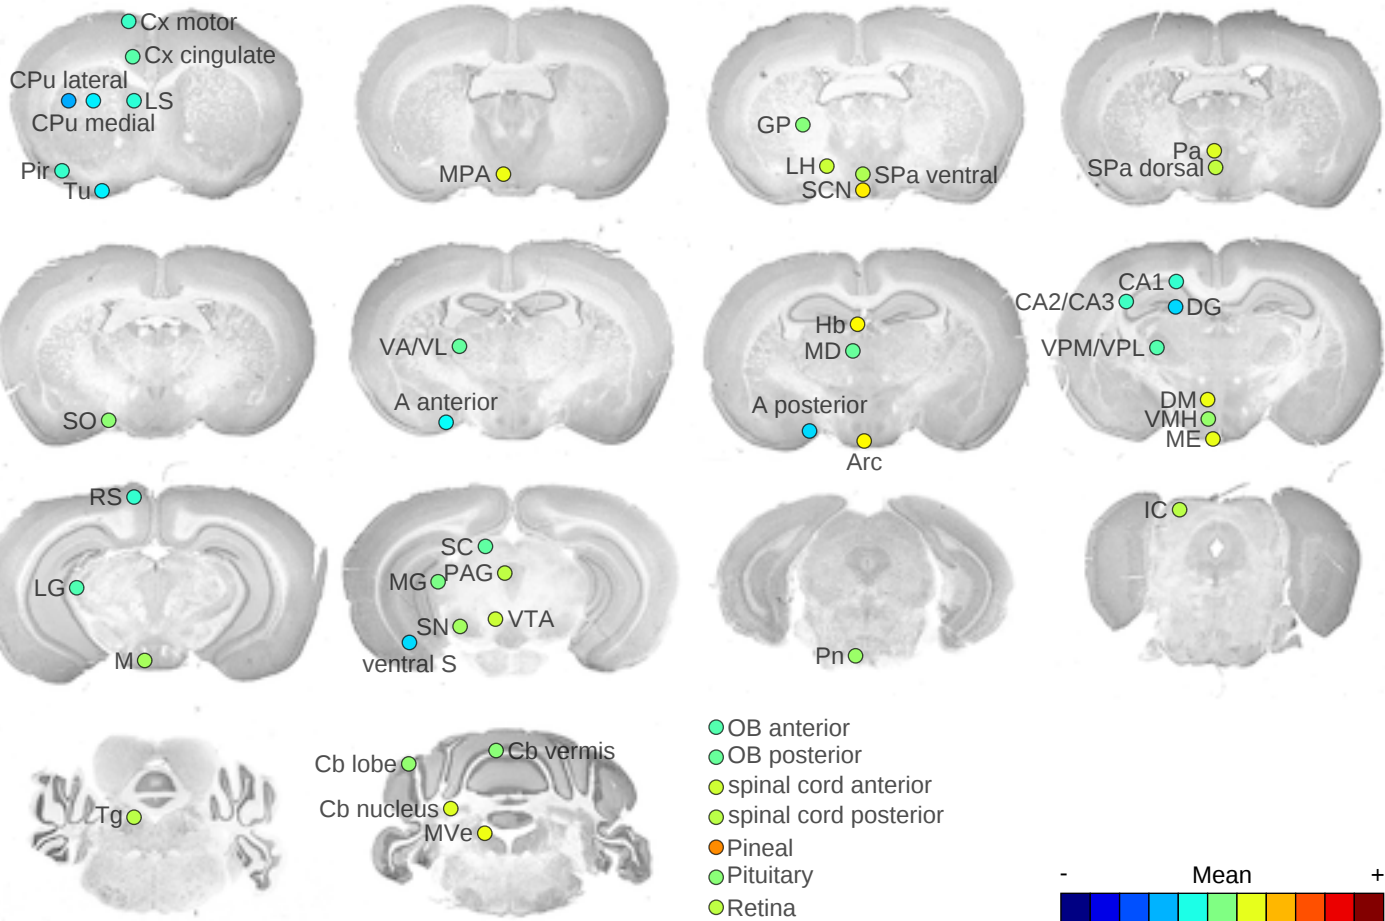 Cx motor
Cx cingulate
CPu lateral
LS
CPu medial
Pir
Tu
MPA
GP
LH
SPa ventral
SCN
Pa
SPa dorsal
SO
VA/VL
A anterior
Hb
MD
A posterior
Arc
CA1
CA2/CA3
DG
VPM/VPL
DM
VMH
ME
RS
LG
M
SC
PAG
MG
VTA
SN
ventral S
Pn
IC
Tg
Cb vermis
Cb lobe
Cb nucleus
MVe
OB anterior
OB posterior
spinal cord anterior
spinal cord posterior
Pineal
Pituitary
Retina
- Mean +